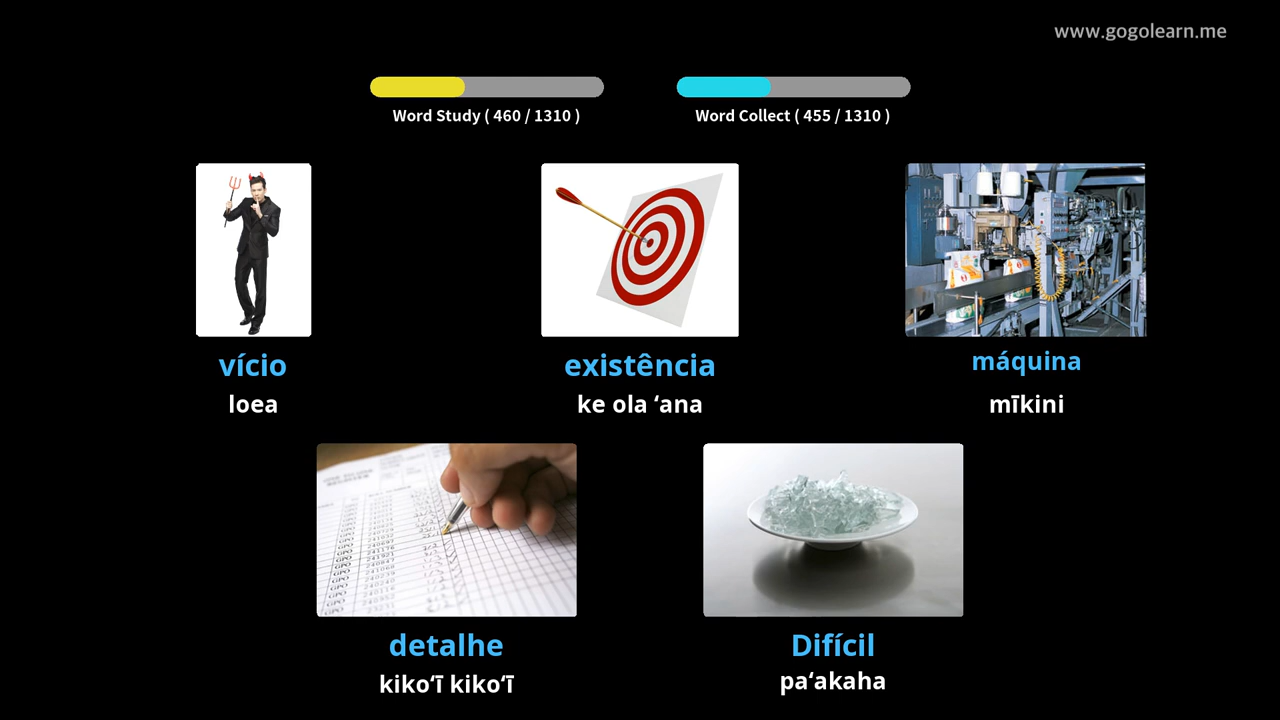 www.gogolearn.me
Word Study ( 460 / 1310 )
Word Collect ( 455 / 1310 )
vício
loea
existência
ke ola ʻana
máquina
mīkini
detalhe
kikoʻī kikoʻī
Difícil
paʻakaha